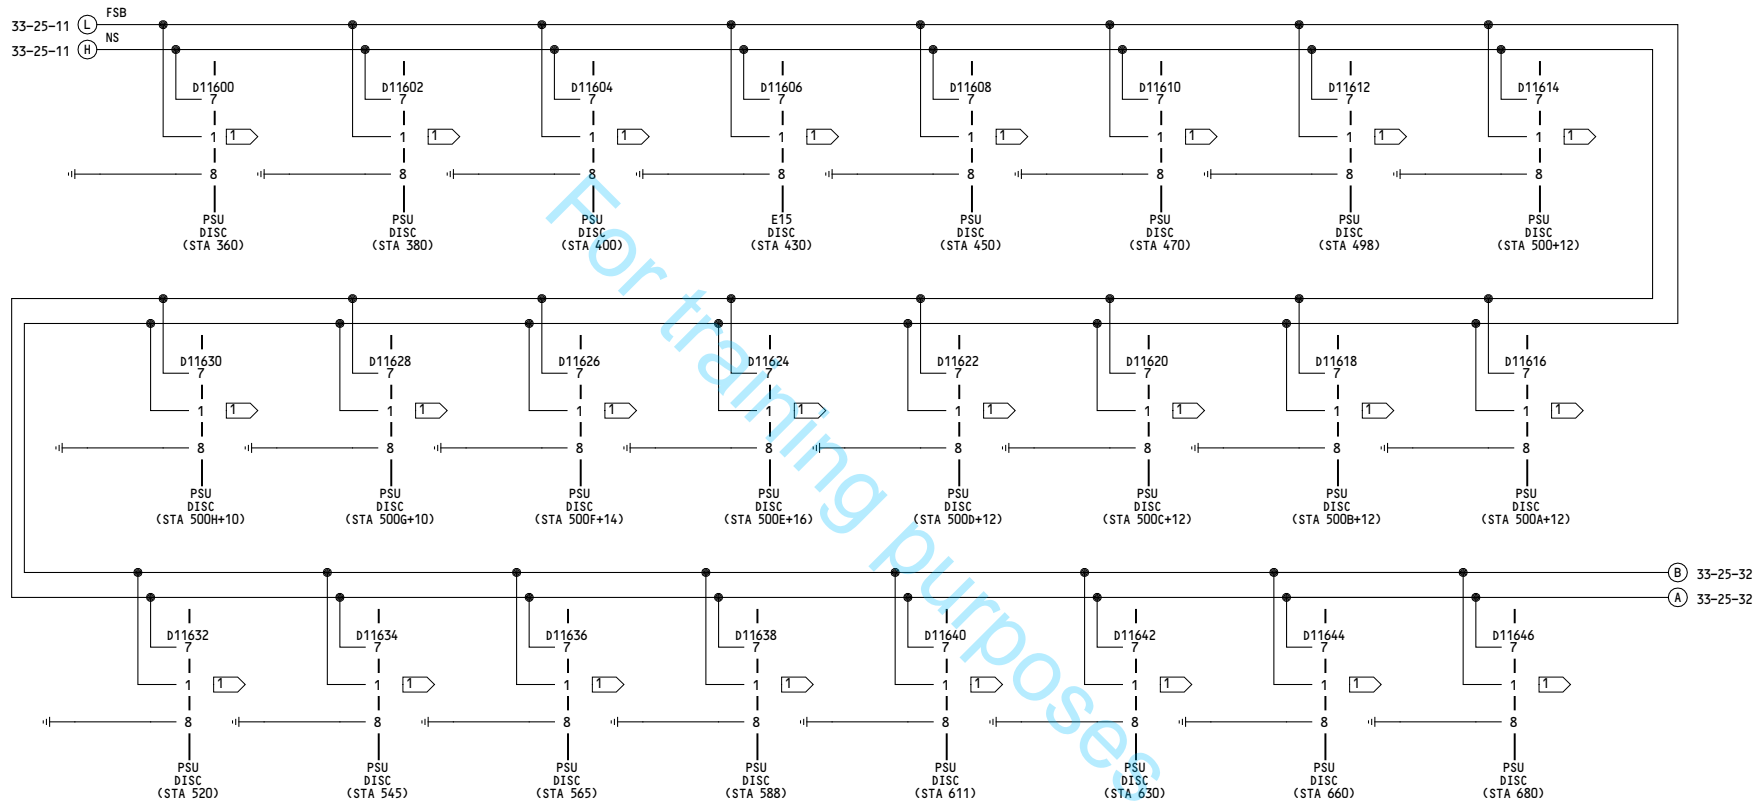 33-25-11 L FSB
33-25-11 H NS
D11600 D11602 D11604 D11606 D11608 D11610 D11612 D11614
7 7 7 7 7 7 7 7
1 1 1 1 1 1 1 1 1 1 1 1 1 1 1 1
8 8 8 8 8 8 8 8
PSU PSU PSU E15 PSU PSU PSU PSU
DISC DISC DISC DISC DISC DISC DISC DISC
(STA 360) (STA 380) (STA 400) (STA 430) (STA 450) (STA 470) (STA 498) (STA 500+12)
D11630 D11628 D11626 D11624 D11622 D11620 D11618 D11616
7 7 7 7 7 7 7 7
1 1 1 1 1 1 1 1 1 1 1 1 1 1 1 1
8 8 8 8 8 8 8 8
PSU PSU PSU PSU PSU PSU PSU PSU
DISC DISC DISC DISC DISC DISC DISC DISC
(STA 500H+10) (STA 500G+10) (STA 500F+14) (STA 500E+16) (STA 500D+12) (STA 500C+12) (STA 500B+12) (STA 500A+12)
B 33-25-32
A 33-25-32
D11632 D11634 D11636 D11638 D11640 D11642 D11644 D11646
7 7 7 7 7 7 7 7
1 1 1 1 1 1 1 1 1 1 1 1 1 1 1 1
8 8 8 8 8 8 8 8
PSU PSU PSU PSU PSU PSU PSU PSU
DISC DISC DISC DISC DISC DISC DISC DISC
(STA 520) (STA 545) (STA 565) (STA 588) (STA 611) (STA 630) (STA 660) (STA 680)
For training purposes